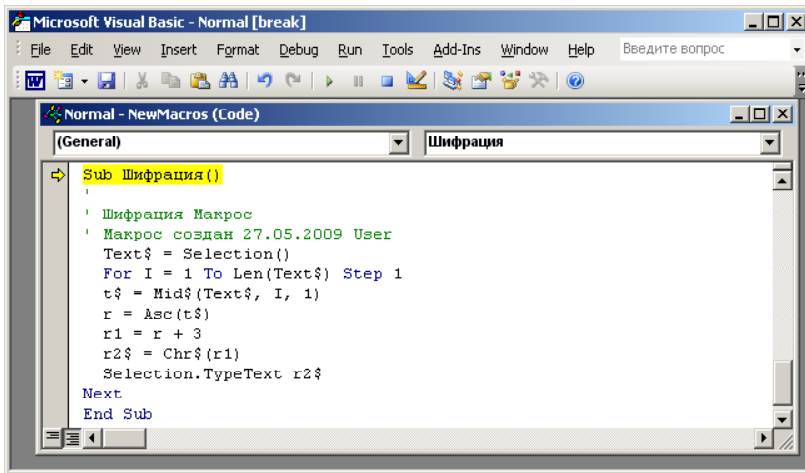 Microsoft Visual Basic - Normal [break]
File Edit View Insert Format Debug Run Tools Add-Ins Window Help Введите вопрос
Normal - NewMacros (Code)
(General) Шифрация
Sub Шифрация()
'
' Шифрация Макрос
' Макрос создан 27.05.2009 User
Text$ = Selection()
For I = 1 To Len(Text$) Step 1
t$ = Mid$(Text$, I, 1)
r = Asc(t$)
r1 = r + 3
r2$ = Chr$(r1)
Selection.TypeText r2$
Next
End Sub